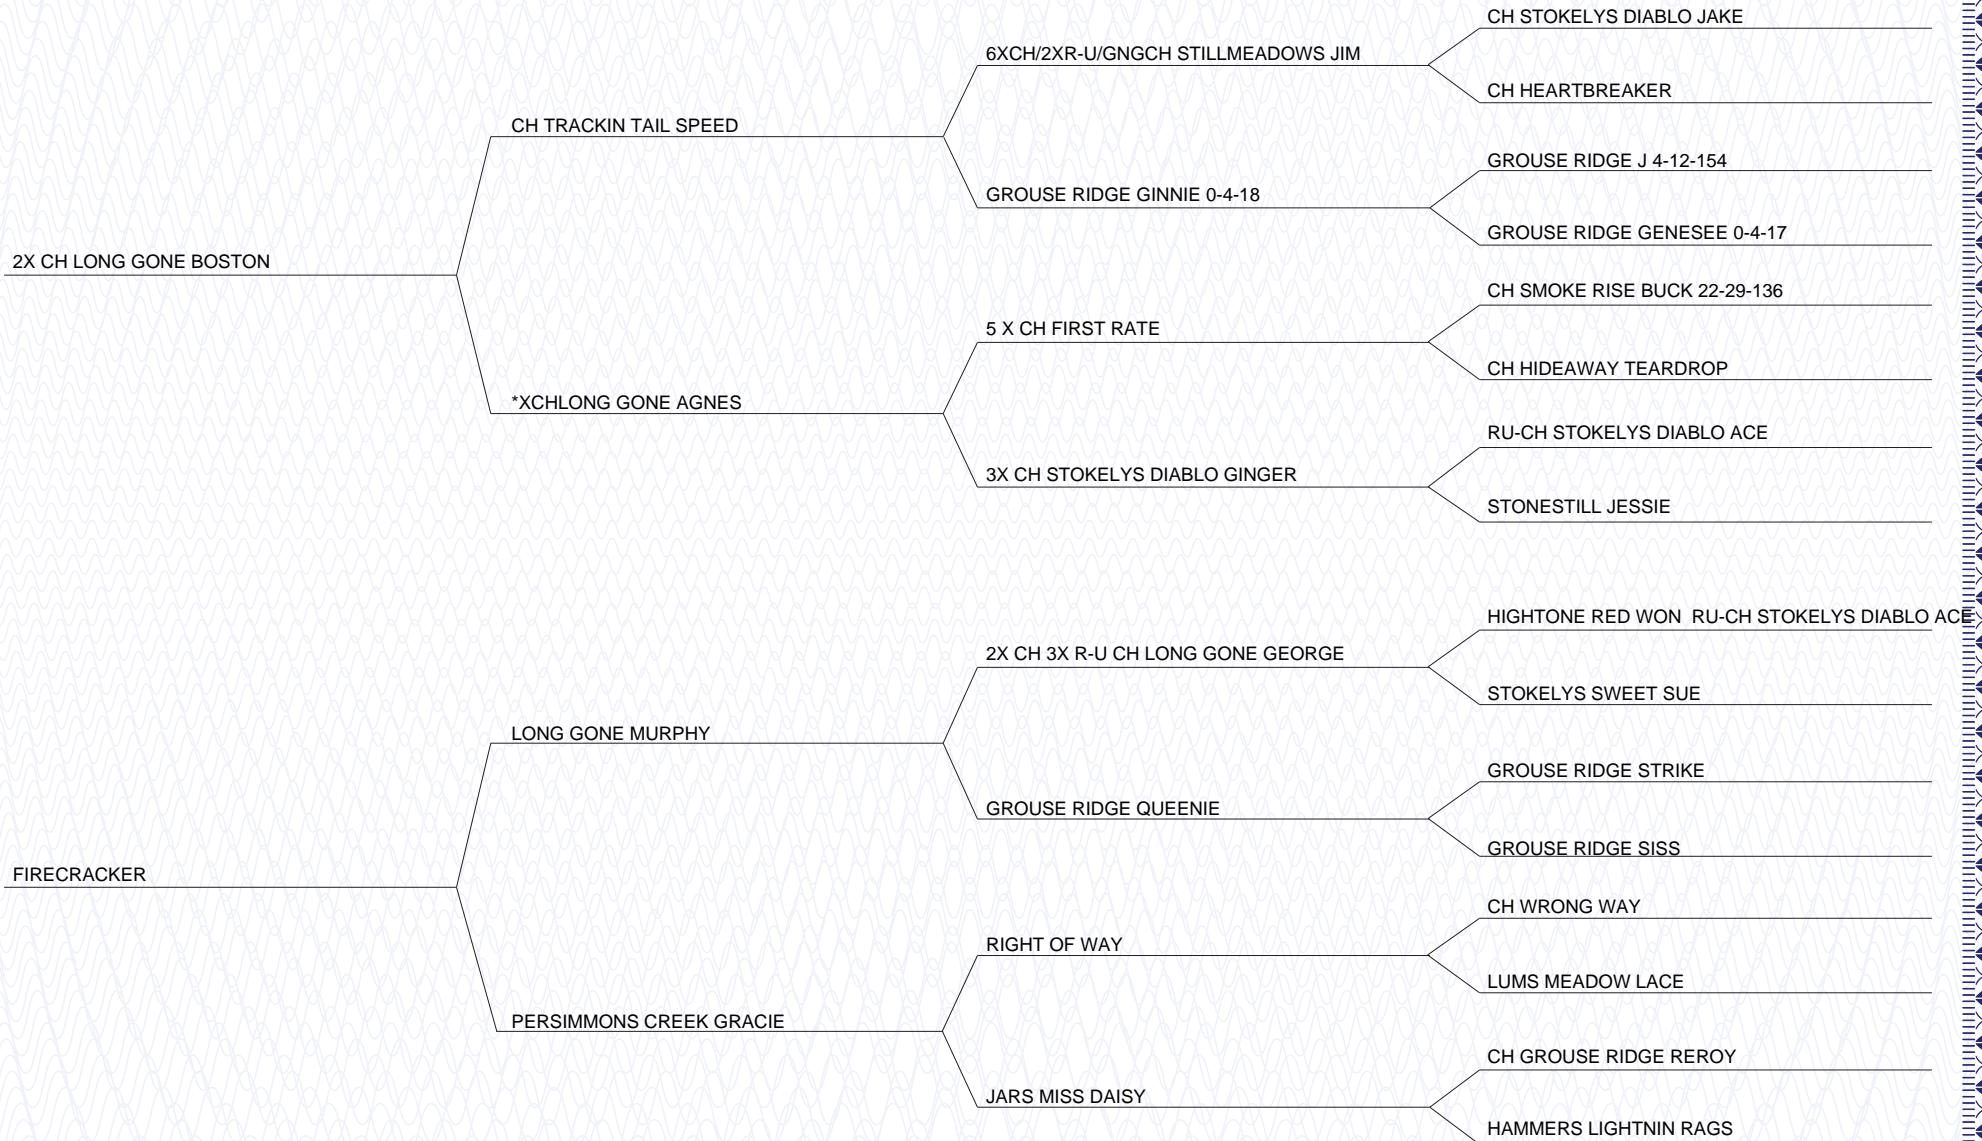 CH STOKELYS DIABLO JAKE
6XCH/2XR-U/GNGCH STILLMEADOWS JIM
CH HEARTBREAKER
CH TRACKIN TAIL SPEED
GROUSE RIDGE J 4-12-154
GROUSE RIDGE GINNIE 0-4-18
GROUSE RIDGE GENESEE 0-4-17
2X CH LONG GONE BOSTON
CH SMOKE RISE BUCK 22-29-136
5 X CH FIRST RATE
CH HIDEAWAY TEARDROP
*XCHLONG GONE AGNES
RU-CH STOKELYS DIABLO ACE
3X CH STOKELYS DIABLO GINGER
STONESTILL JESSIE
HIGHTONE RED WON  RU-CH STOKELYS DIABLO ACE
2X CH 3X R-U CH LONG GONE GEORGE
STOKELYS SWEET SUE
LONG GONE MURPHY
GROUSE RIDGE STRIKE
GROUSE RIDGE QUEENIE
GROUSE RIDGE SISS
FIRECRACKER
CH WRONG WAY
RIGHT OF WAY
LUMS MEADOW LACE
PERSIMMONS CREEK GRACIE
CH GROUSE RIDGE REROY
JARS MISS DAISY
HAMMERS LIGHTNIN RAGS